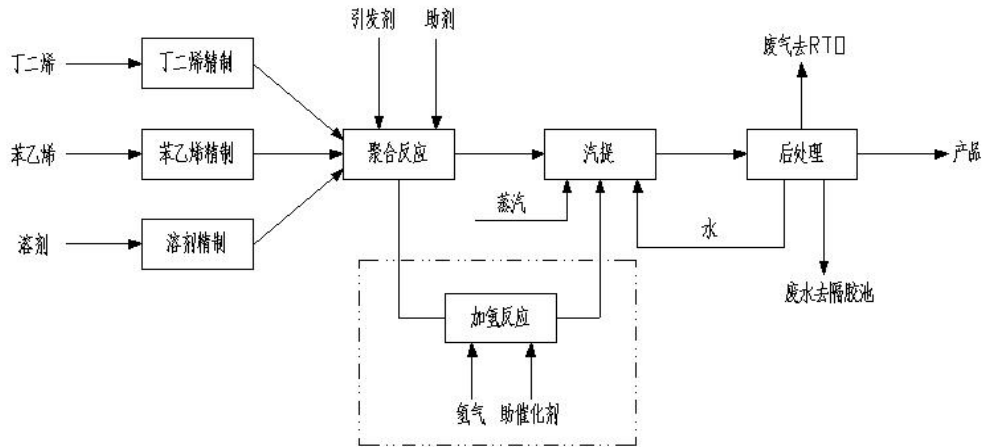 引发剂
助剂
废气去RTO
丁二烯
丁二烯精制
苯乙烯
苯乙烯精制
聚合反应
汽提
后处理
产品
蒸汽
水
溶剂
溶剂精制
废水去隔胶池
加氢反应
氢气
助催化剂